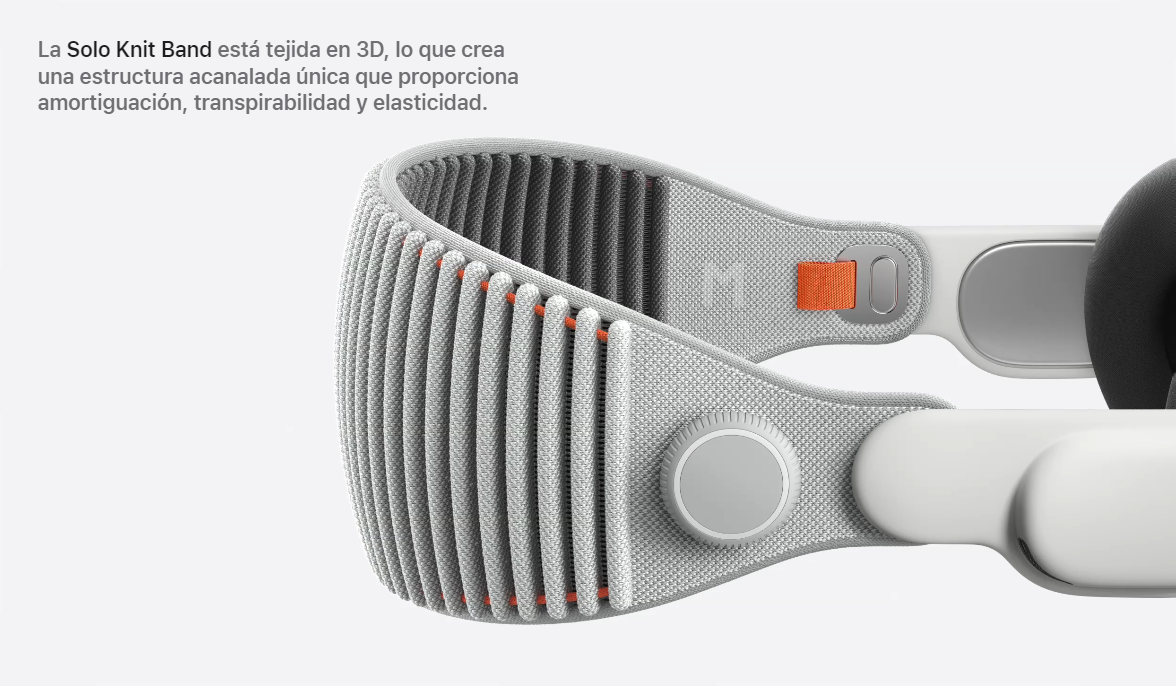 La Solo Knit Band está tejida en 3D, lo que crea
una estructura acanalada única que proporciona
amortiguación, transpirabilidad y elasticidad.
M